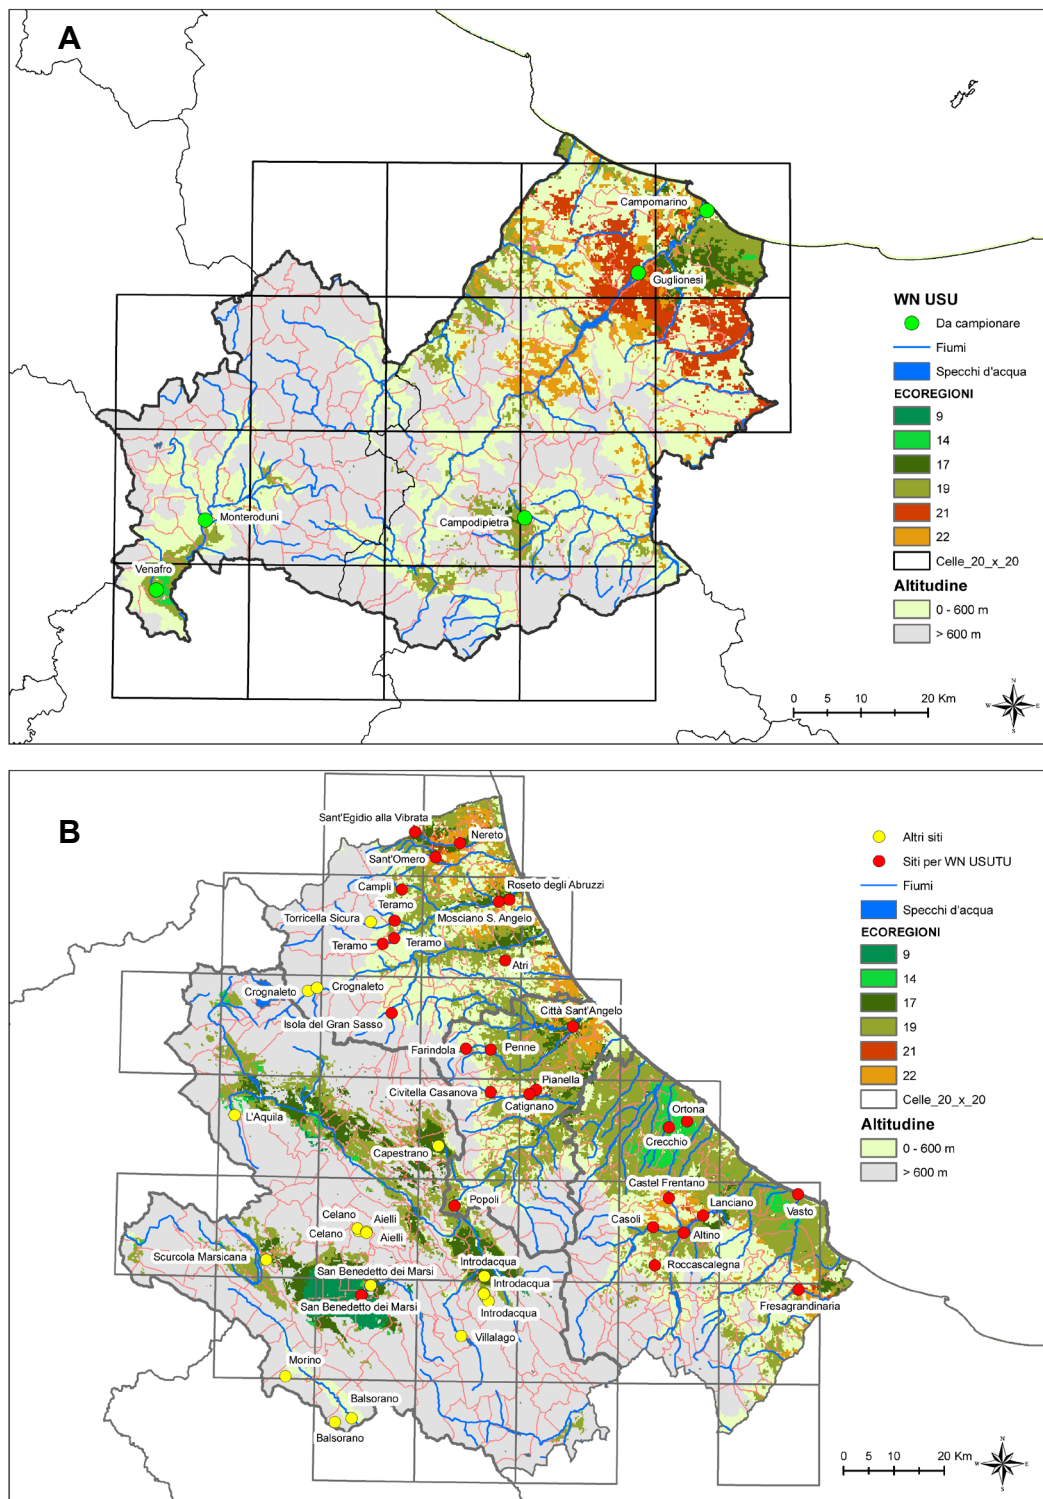 A
Campomarino
Guglionesi
Monteroduni
Campodipietra
Venafro
WN USU
Da campionare
Fiumi
Specchi d'acqua
ECOREGIONI
9
14
17
19
21
22
Celle_20_x_20
Altitudine
0 - 600 m
> 600 m
0 5 10 20 Km
N
W E
S
B
Sant'Egidio alla Vibrata
Nereto
Sant'Omero
Campli
Roseto degli Abruzzi
Teramo
Torricella Sicura
Mosciano S. Angelo
Teramo
Teramo
Atri
Crognaleto
Crognaleto
Isola del Gran Sasso
Città Sant'Angelo
Farindola
Penne
Pianella
Civitella Casanova
Catignano
L'Aquila
Ortona
Crecchio
Capestrano
Castel Frentano
Popoli
Lanciano
Vasto
Celano
Aielli
Casoli
Celano
Aielli
Altino
Scurcola Marsicana
Introdacqua
Roccascalegna
San Benedetto dei Marsi
Introdacqua
San Benedetto dei Marsi
Introdacqua
Fresagrandinaria
Villalago
Morino
Balsorano
Balsorano
Altri siti
Siti per WN USUTU
Fiumi
Specchi d'acqua
ECOREGIONI
9
14
17
19
21
22
Celle_20_x_20
Altitudine
0 - 600 m
> 600 m
0 5 10 20 Km
N
W E
S